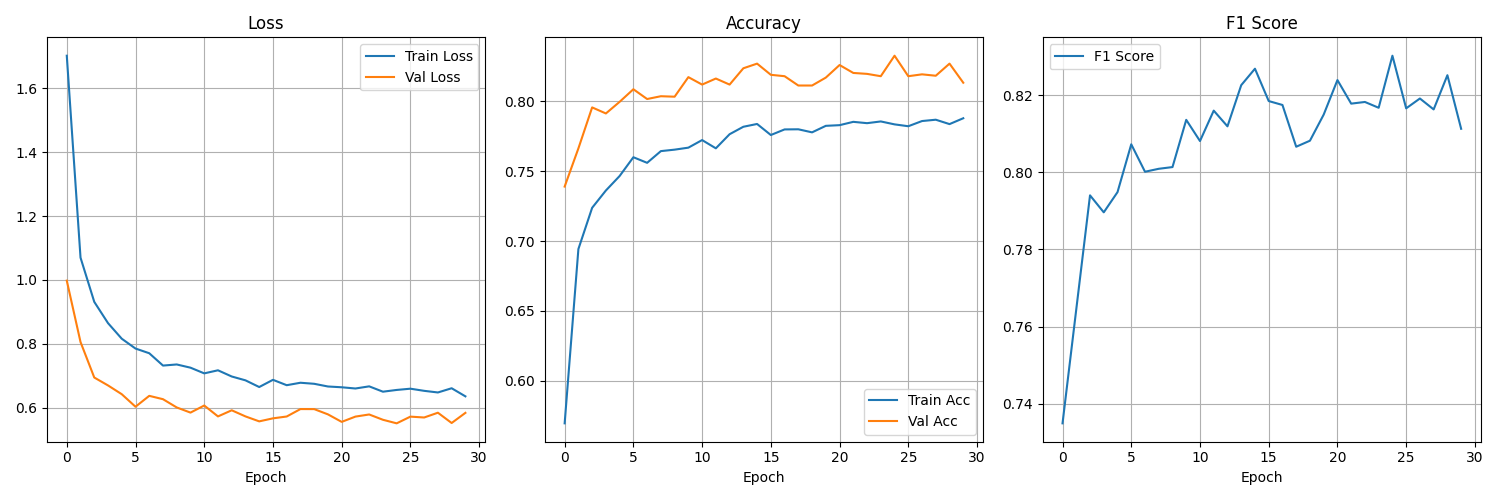 Loss
Train Loss
Val Loss
1.6
1.4
1.2
1.0
0.8
0.6
0 5 10 15 20 25 30
Epoch
Accuracy
0.80
0.75
0.70
0.65
0.60
Train Acc
Val Acc
0 5 10 15 20 25 30
Epoch
F1 Score
F1 Score
0.82
0.80
0.78
0.76
0.74
0 5 10 15 20 25 30
Epoch